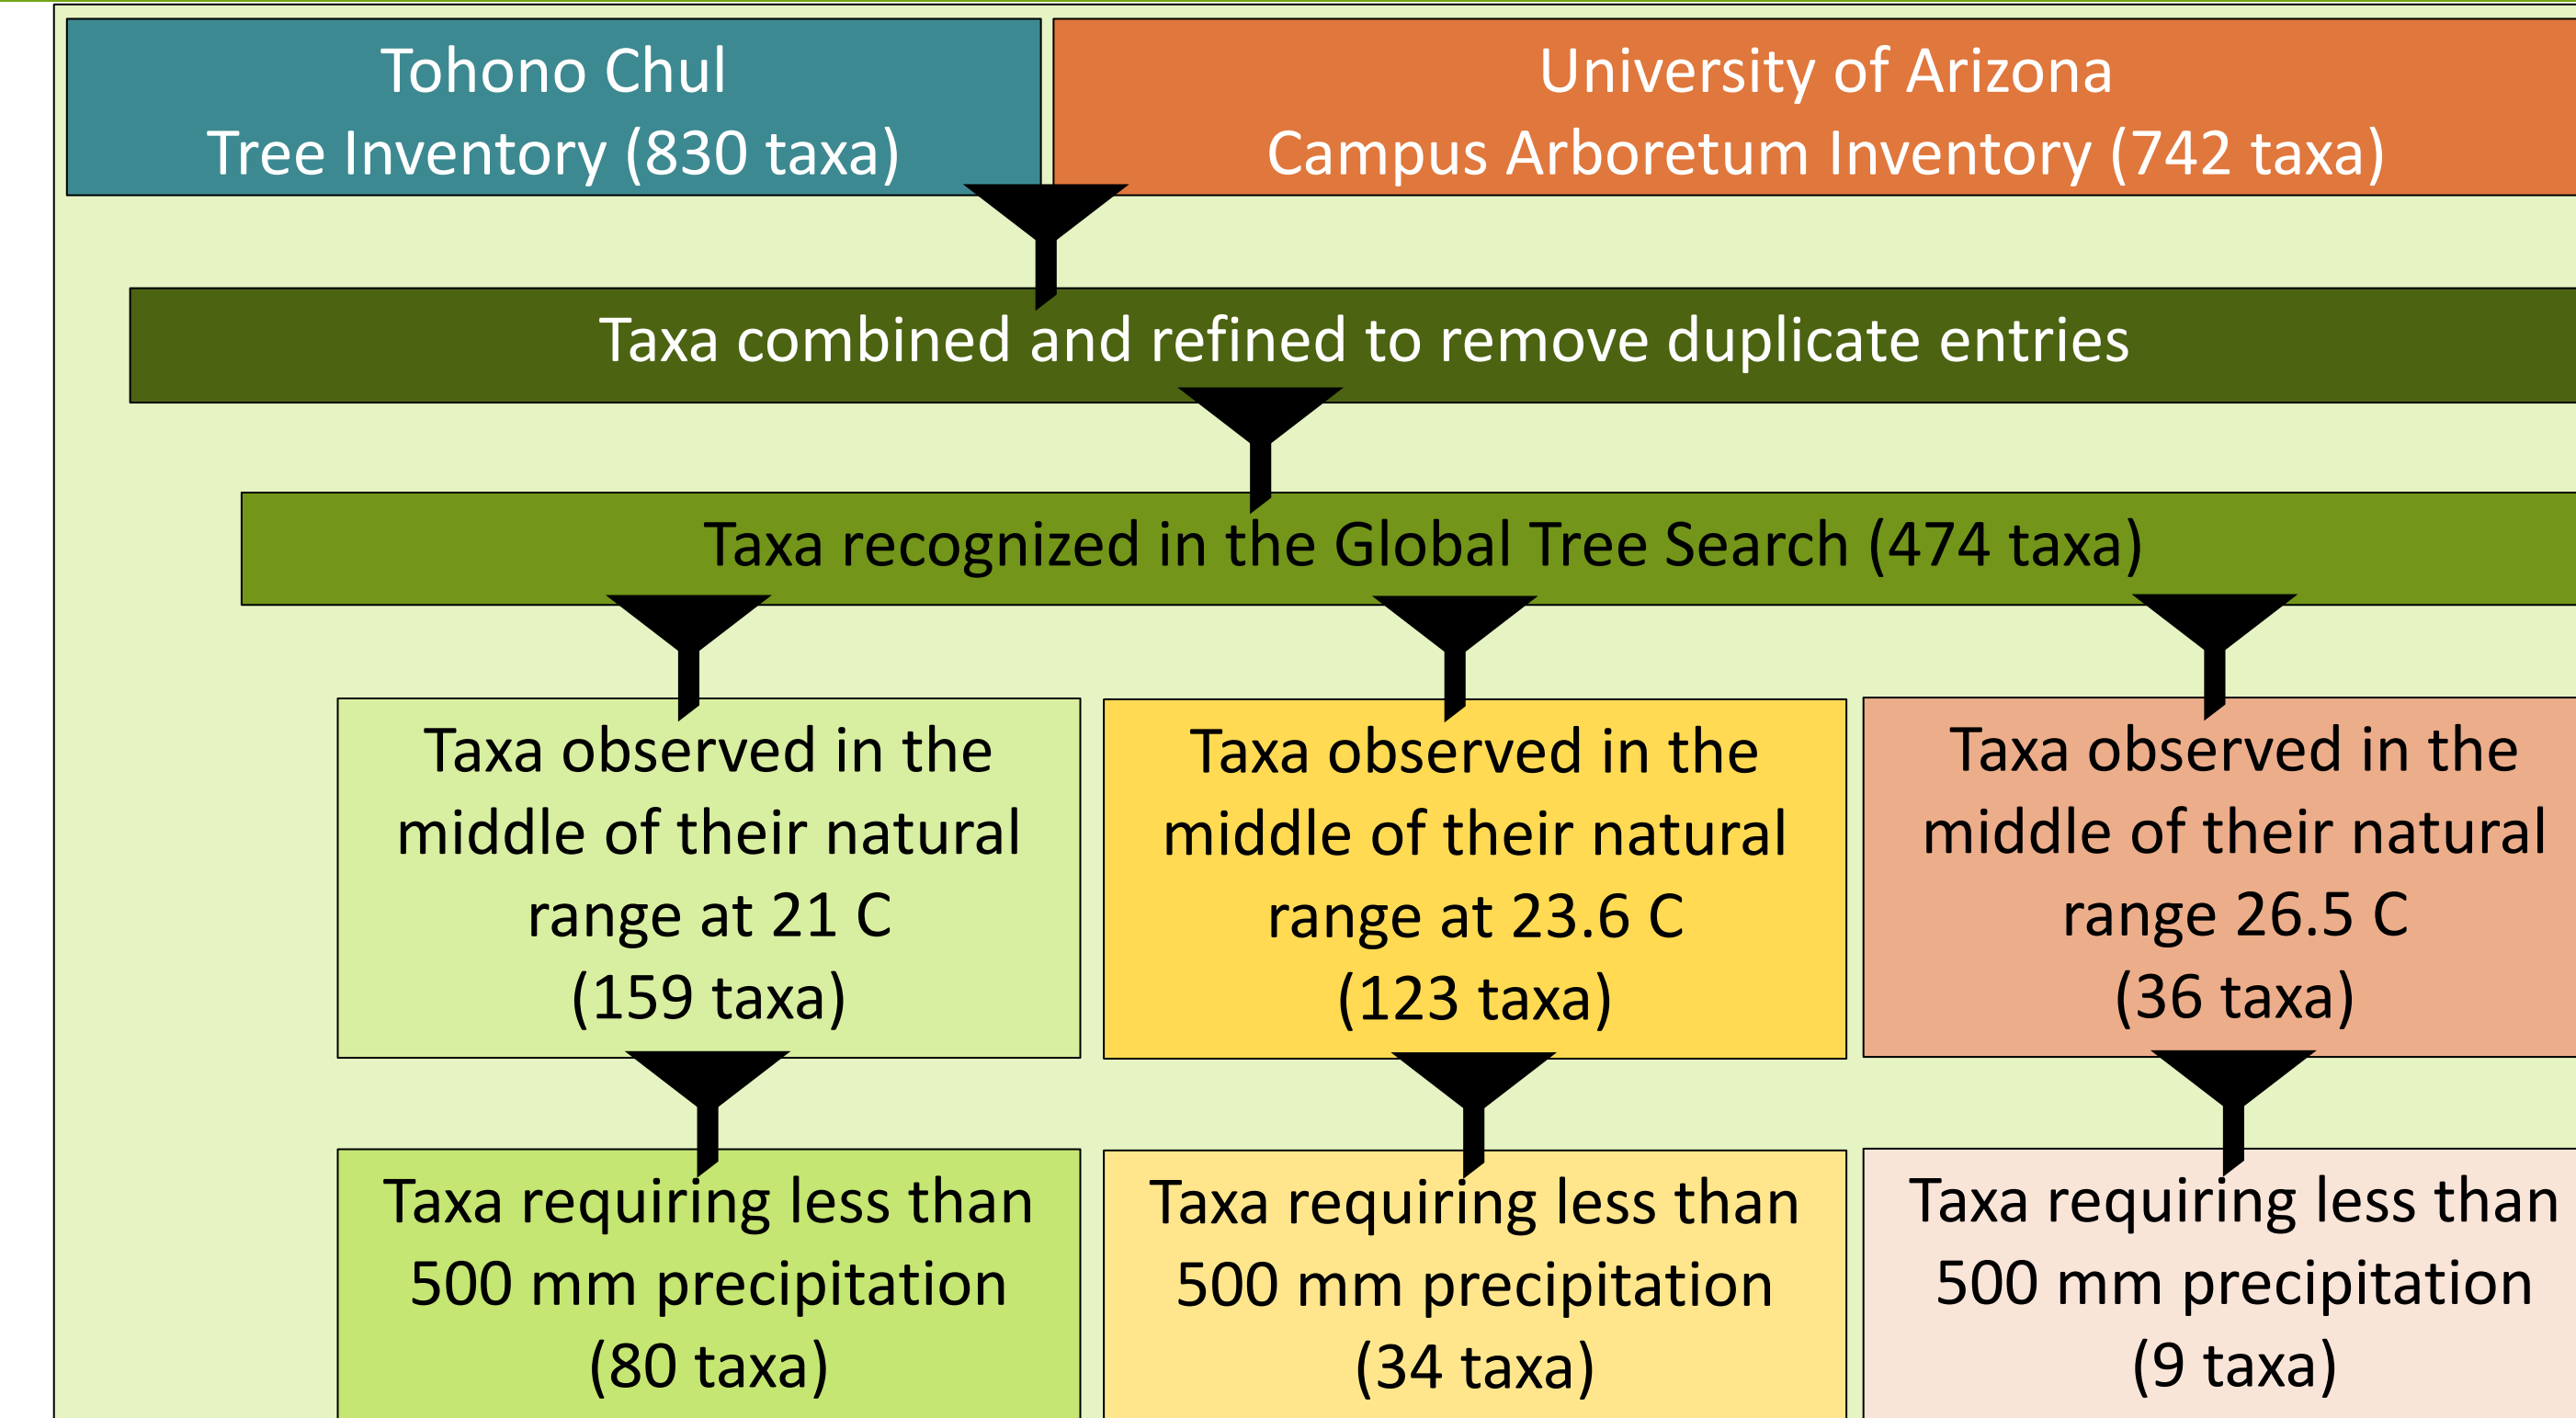 Tohono Chul
Tree Inventory (830 taxa)
University of Arizona
Campus Arboretum Inventory (742 taxa)
Taxa combined and refined to remove duplicate entries
Taxa recognized in the Global Tree Search (474 taxa)
Taxa observed in the
middle of their natural
range at 21 C
(159 taxa)
Taxa observed in the
middle of their natural
range at 23.6 C
(123 taxa)
Taxa observed in the
middle of their natural
range 26.5 C
(36 taxa)
Taxa requiring less than
500 mm precipitation
(80 taxa)
Taxa requiring less than
500 mm precipitation
(34 taxa)
Taxa requiring less than
500 mm precipitation
(9 taxa)